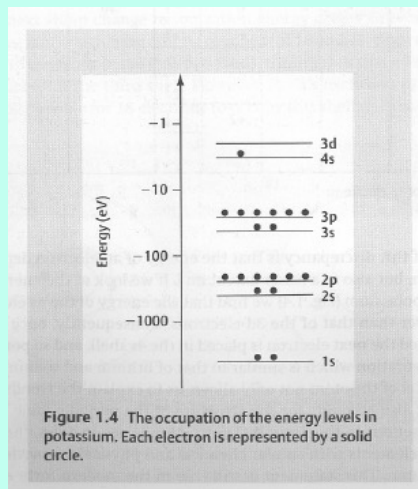 −1
3d
4s
−10
3p
3s
Energy (eV)
−100
2p
2s
−1000
1s
Figure 1.4 The occupation of the energy levels in
potassium. Each electron is represented by a solid
circle.